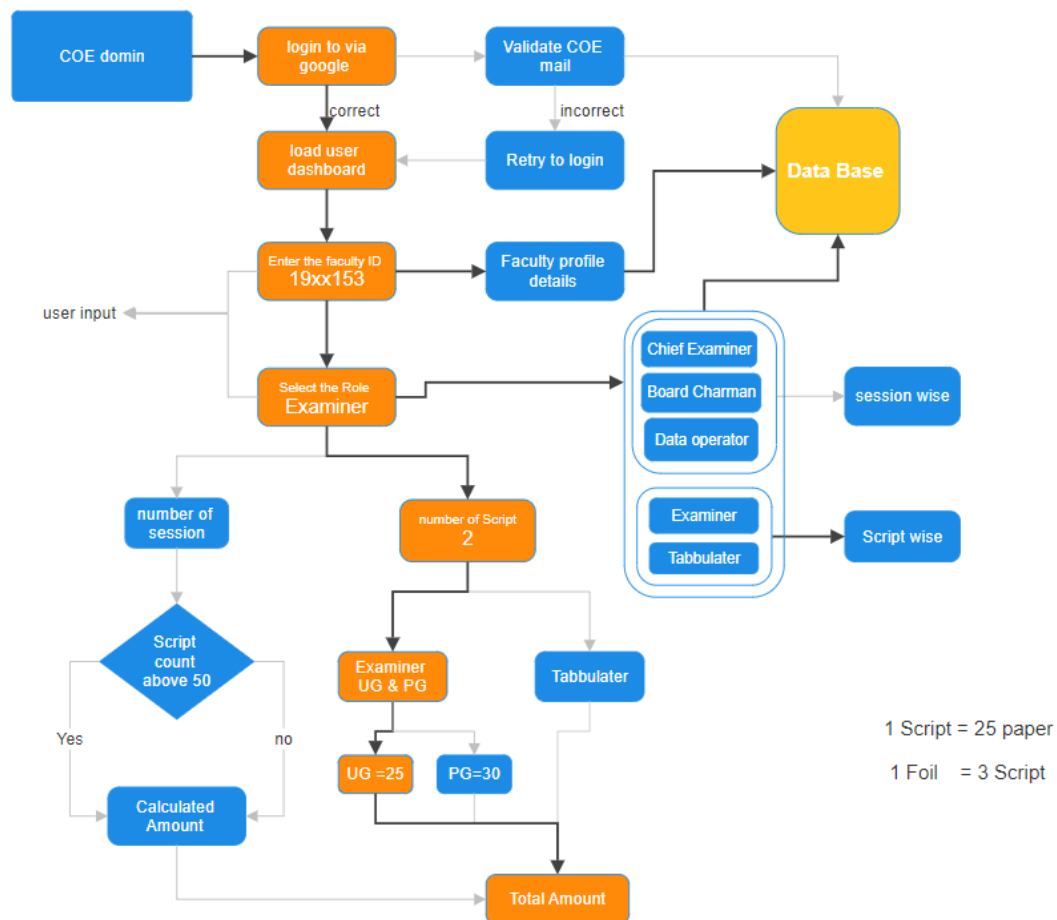 COE domin
login to via
google
Validate COE
mail
correct
incorrect
load user
dashboard
Retry to login
Data Base
Enter the faculty ID
19xx153
Faculty profile
details
user input
Select the Role
Examiner
Chief Examiner
Board Charman
Data operator
session wise
number of
session
number of Script
2
Examiner
Tabbulater
Script wise
Script
count
above 50
Examiner
UG & PG
Tabbulater
Yes
no
UG =25
PG=30
1 Script = 25 paper
1 Foil = 3 Script
Calculated
Amount
Total Amount